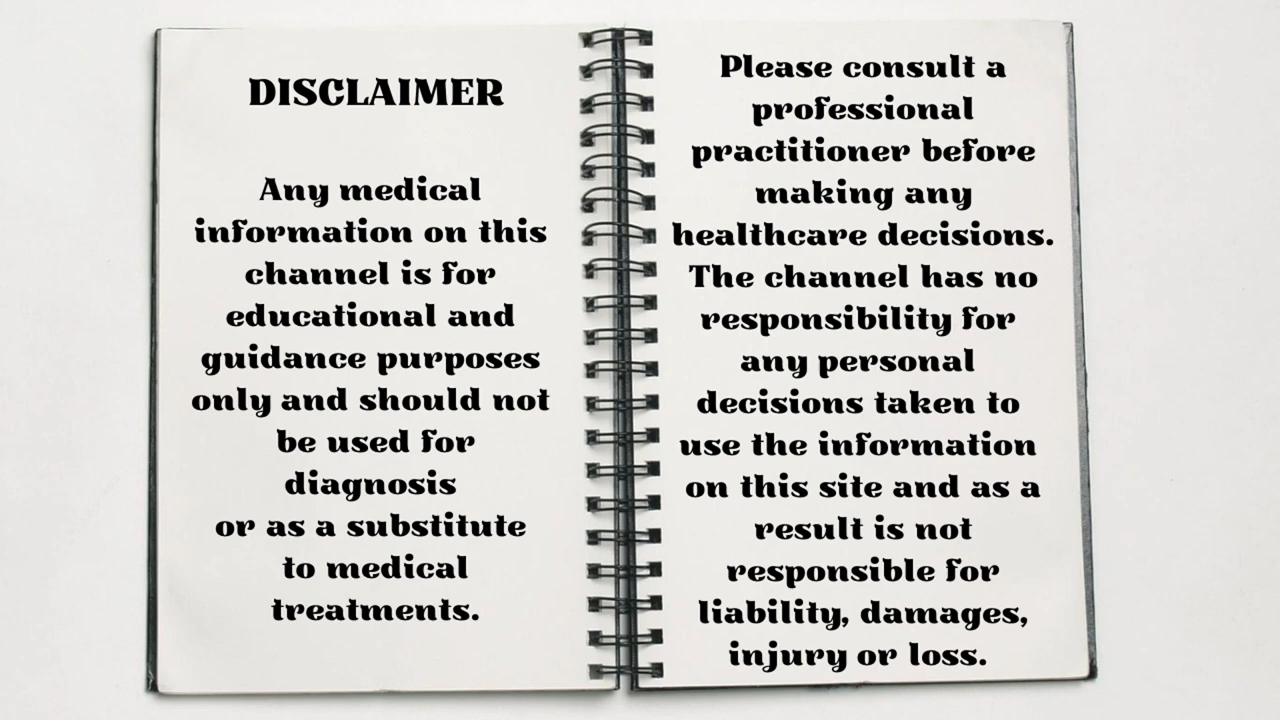 DISCLAIMER
Any medical
information on this
channel is for
educational and
guidance purposes
only and should not
be used for
diagnosis
or as a substitute
to medical
treatments.
Please consult a
professional
practitioner before
making any
healthcare decisions.
The channel has no
responsibility for
any personal
decisions taken to
use the information
on this site and as a
result is not
responsible for
liability, damages,
injury or loss.